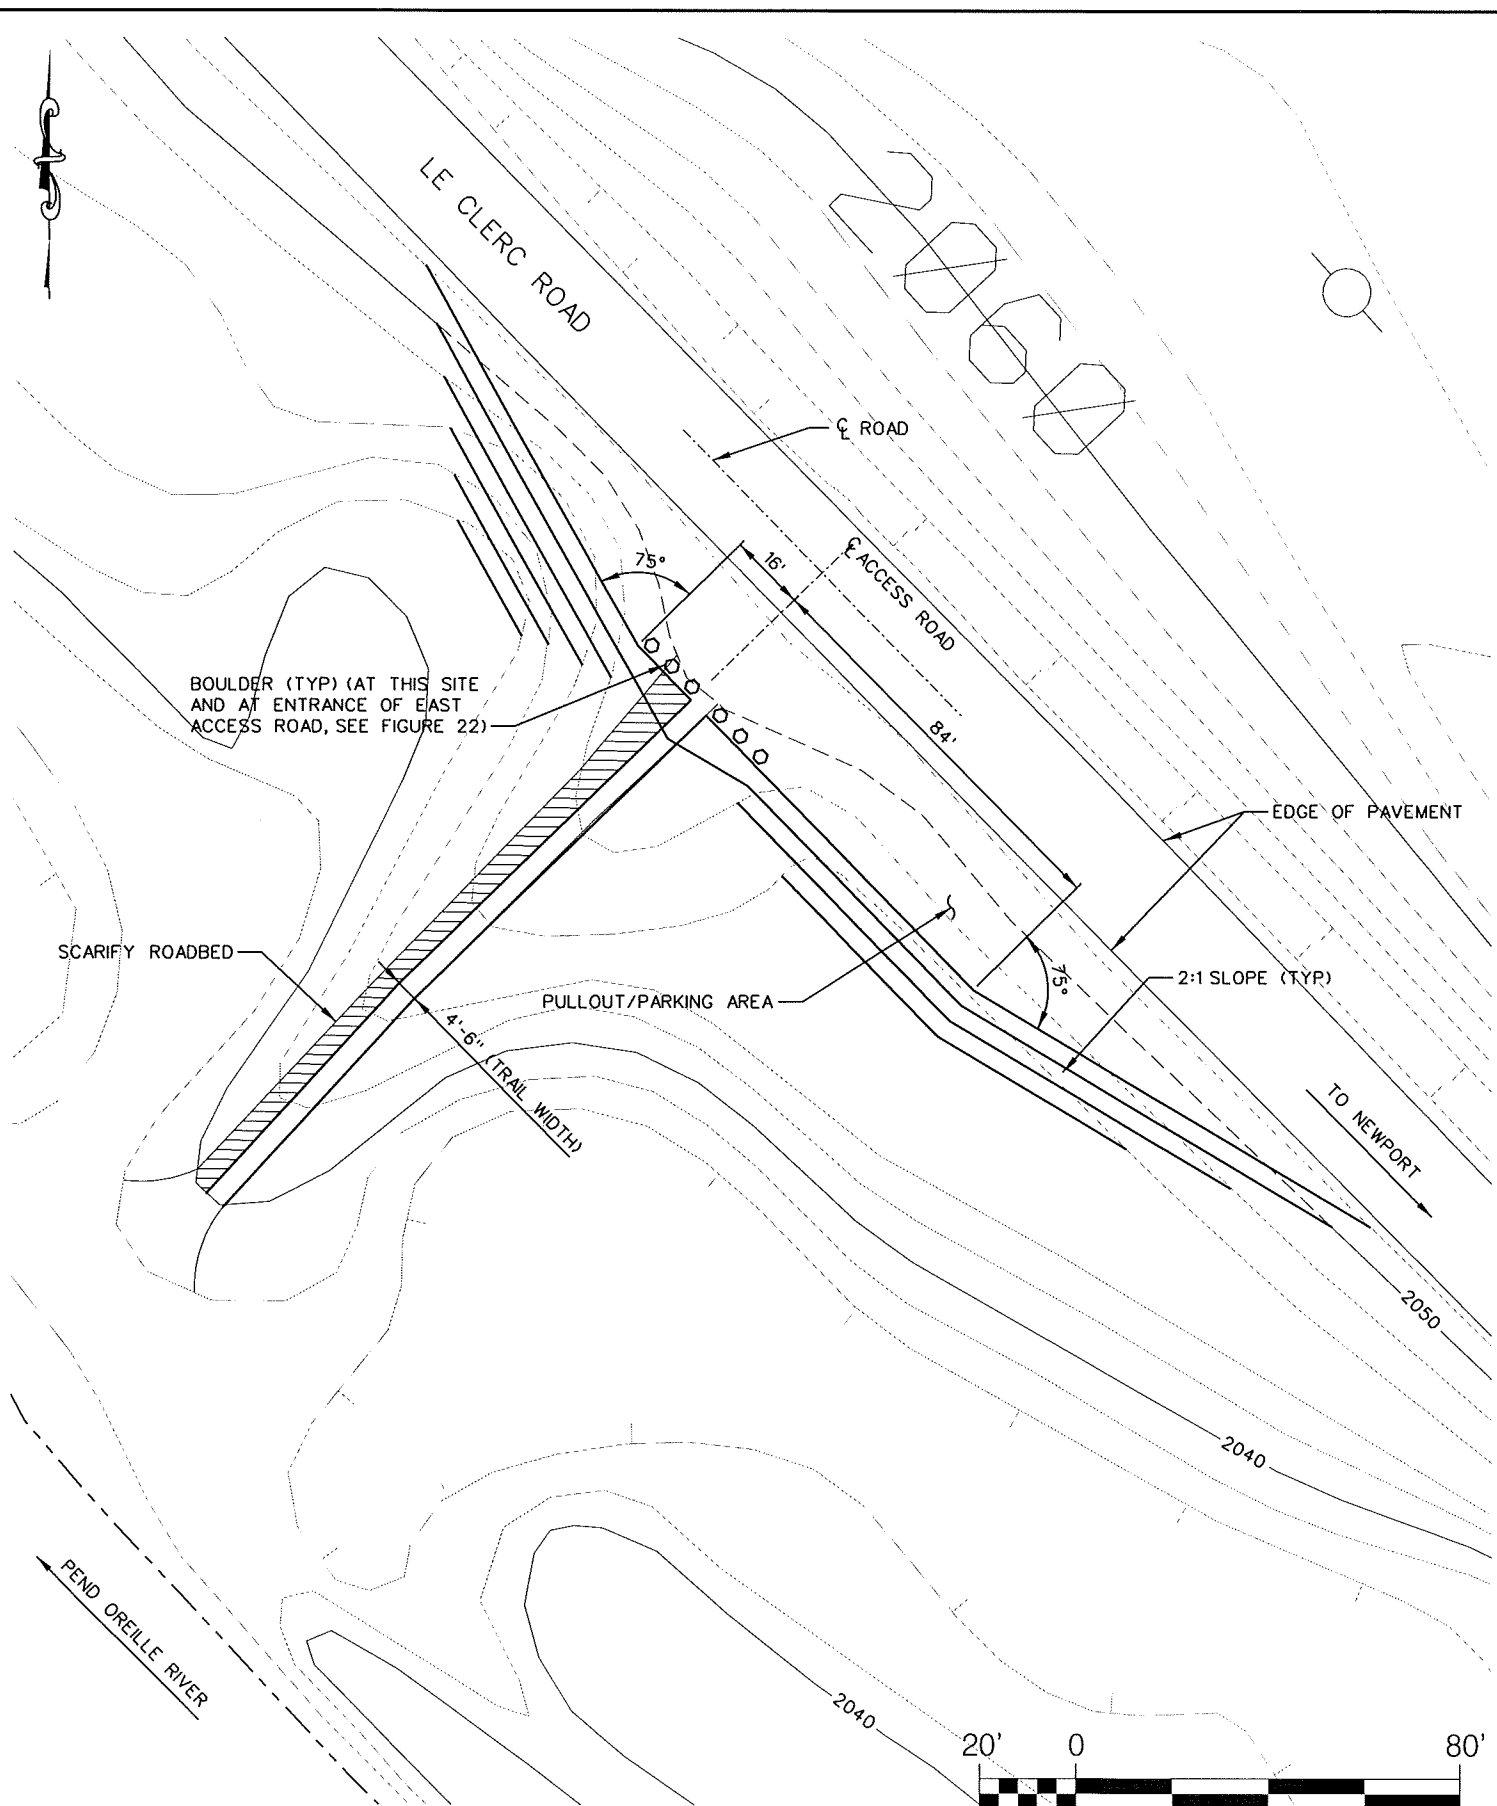 LE CLERC ROAD
2060
℄ ROAD
℄ ACCESS ROAD
75°
16'
BOULDER (TYP) (AT THIS SITE
AND AT ENTRANCE OF EAST
ACCESS ROAD, SEE FIGURE 22)
84'
EDGE OF PAVEMENT
SCARIFY ROADBED
PULLOUT/PARKING AREA
75°
2:1 SLOPE (TYP)
4'-6" (TRAIL WIDTH)
TO NEWPORT
2050
2040
PEND OREILLE RIVER
2040
20' 0 80'